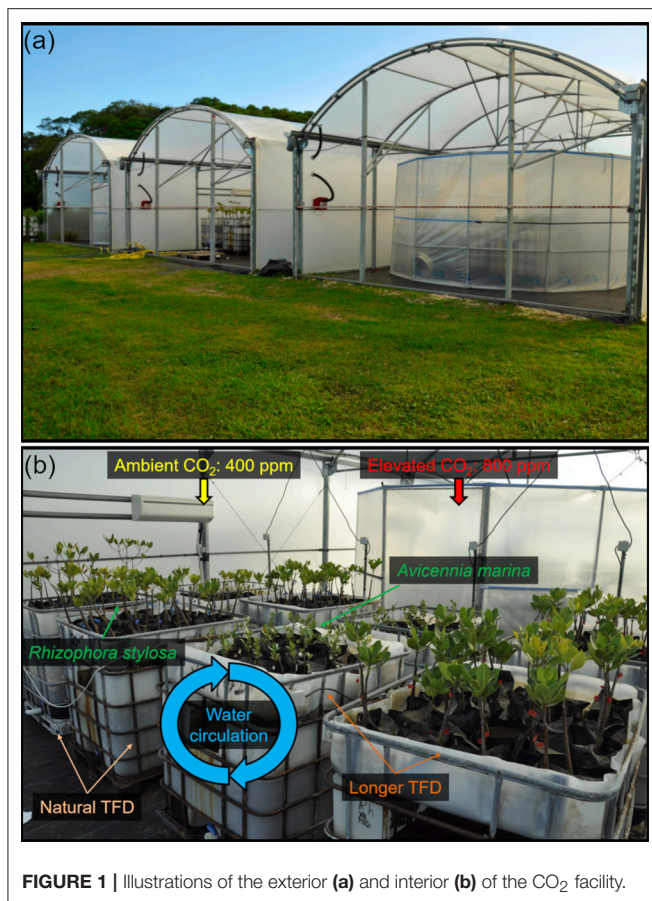 (a)
(b)
Ambient CO₂: 400 ppm
Elevated CO₂: 800 ppm
Avicennia marina
Rhizophora stylosa
Water
circulation
Natural TFD
Longer TFD
FIGURE 1 | Illustrations of the exterior (a) and interior (b) of the CO₂ facility.